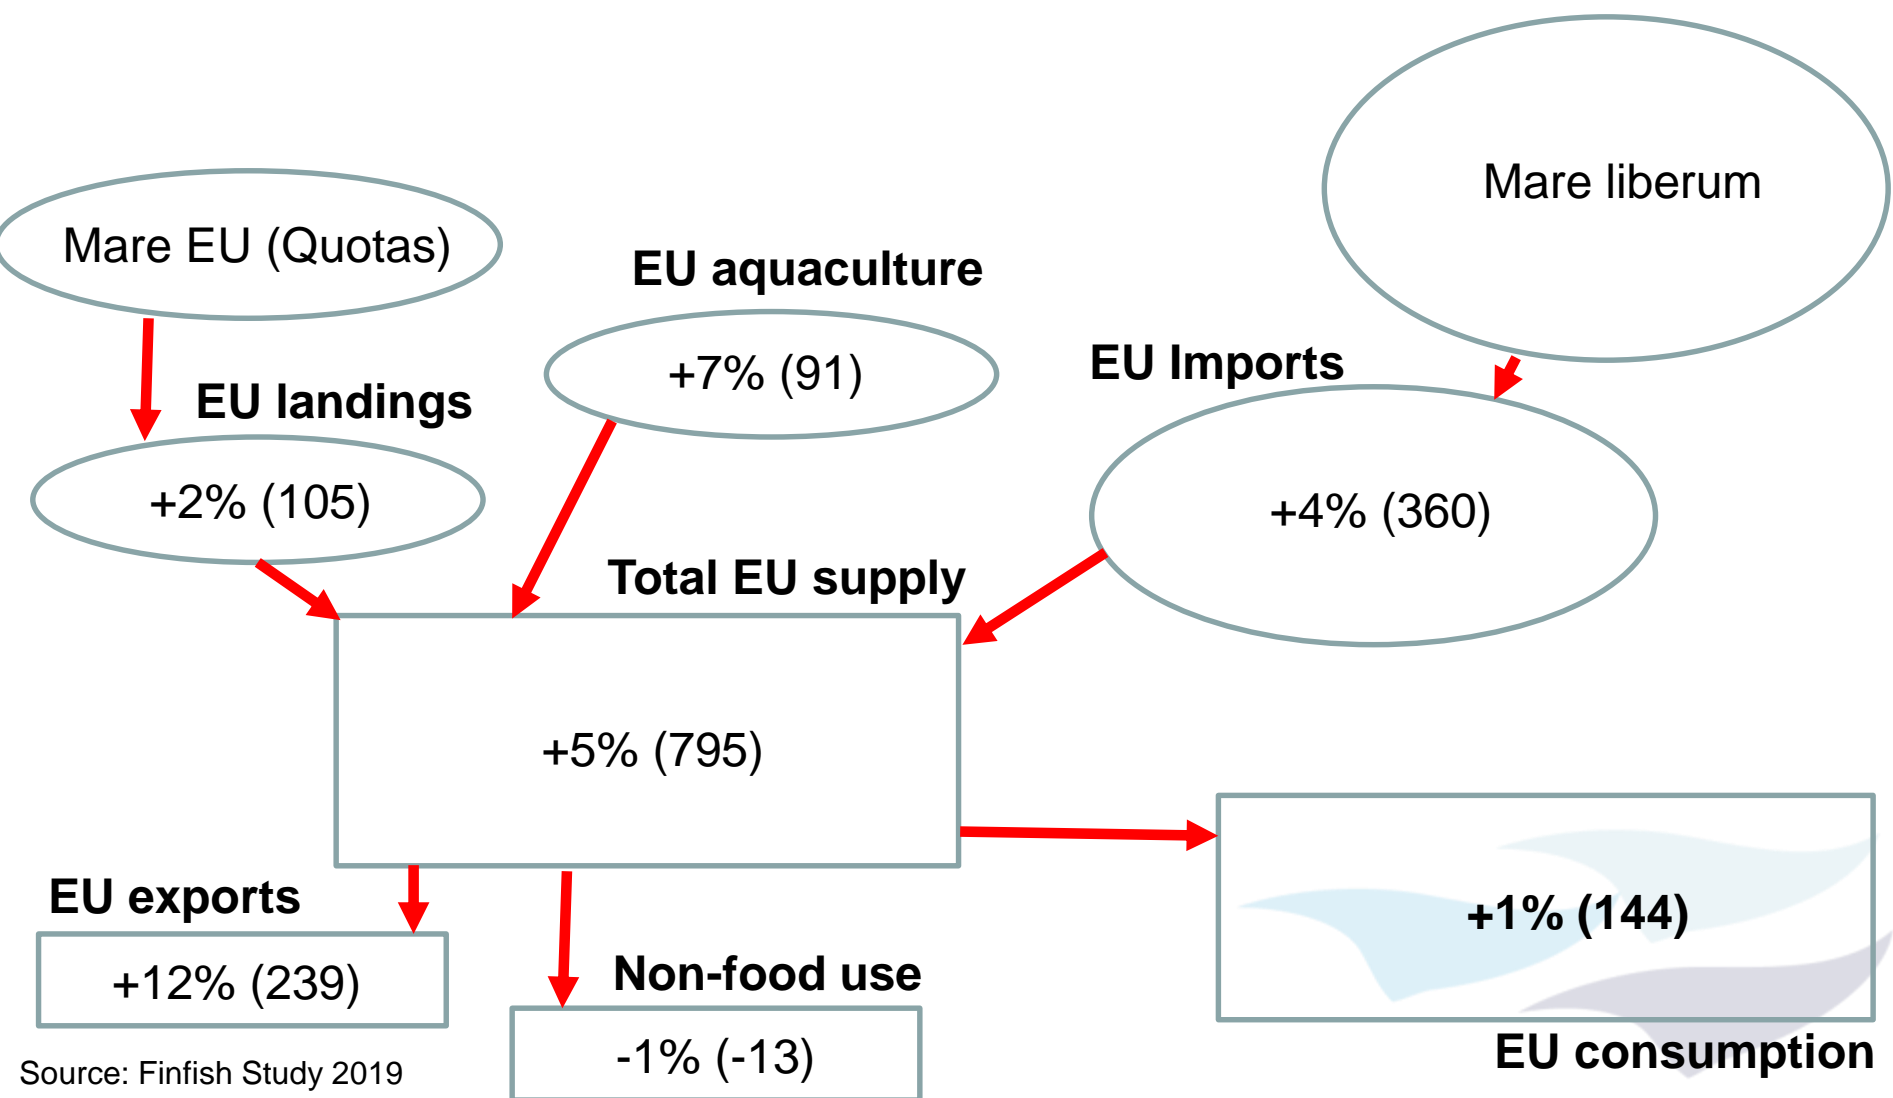 Mare liberum
Mare EU (Quotas)
EU aquaculture
+7% (91)
EU Imports
EU landings
+2% (105)
+4% (360)
Total EU supply
+5% (795)
EU exports
+12% (239)
Non-food use
-1% (-13)
+1% (144)
EU consumption
Source: Finfish Study 2019